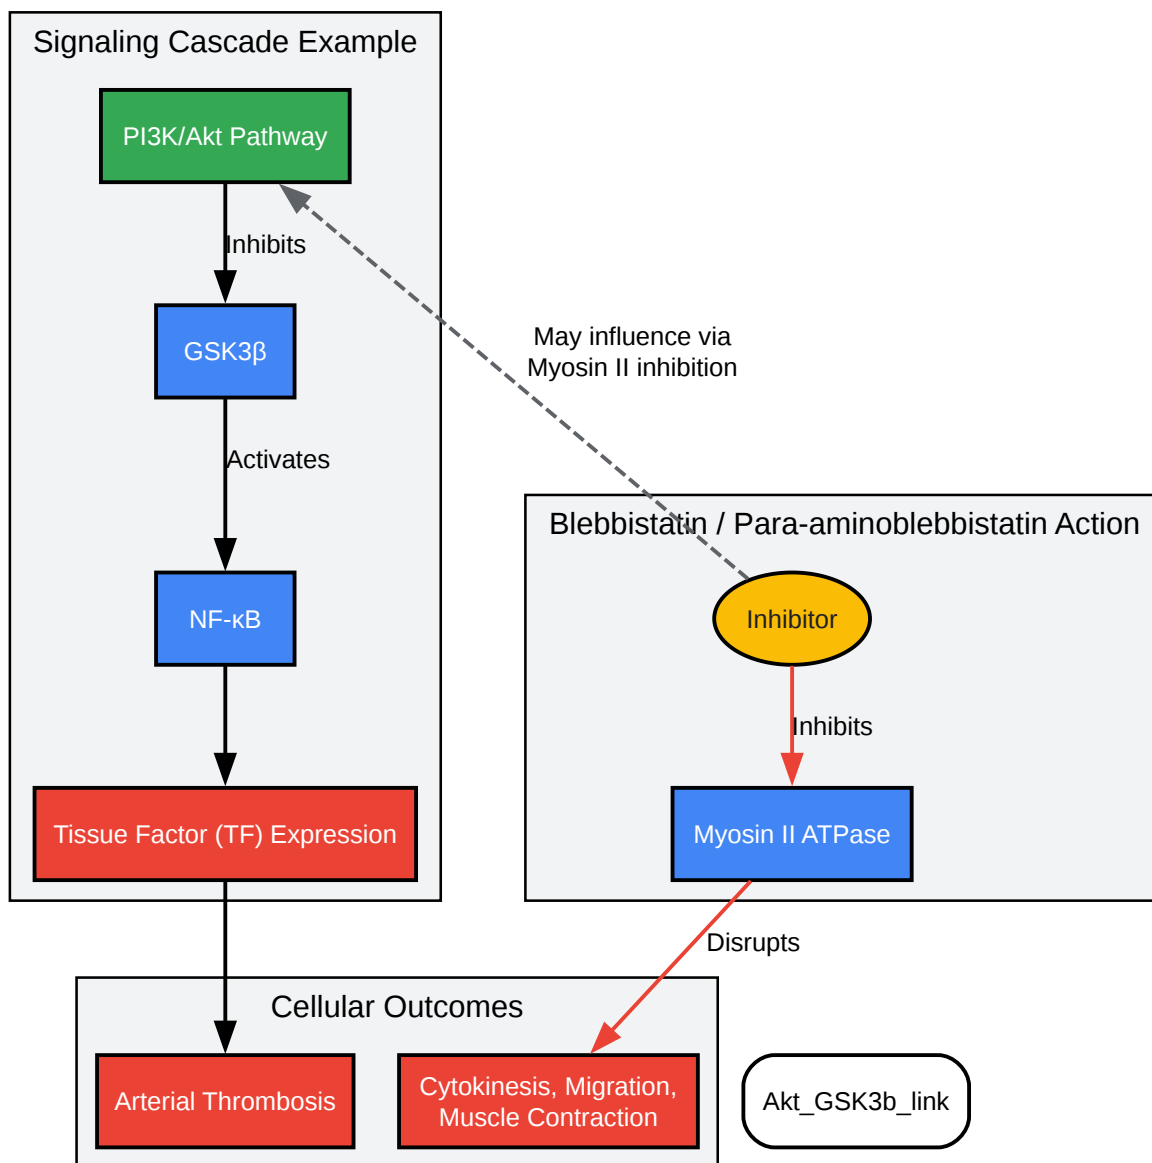 Signaling Cascade Example
PI3K/Akt Pathway
Inhibits
GSK3β
May influence via
Myosin II inhibition
Activates
Blebbistatin / Para-aminoblebbistatin Action
NF-κB
Inhibitor
Inhibits
Tissue Factor (TF) Expression
Myosin II ATPase
Disrupts
Cellular Outcomes
Arterial Thrombosis
Cytokinesis, Migration,
Muscle Contraction
Akt_GSK3b_link